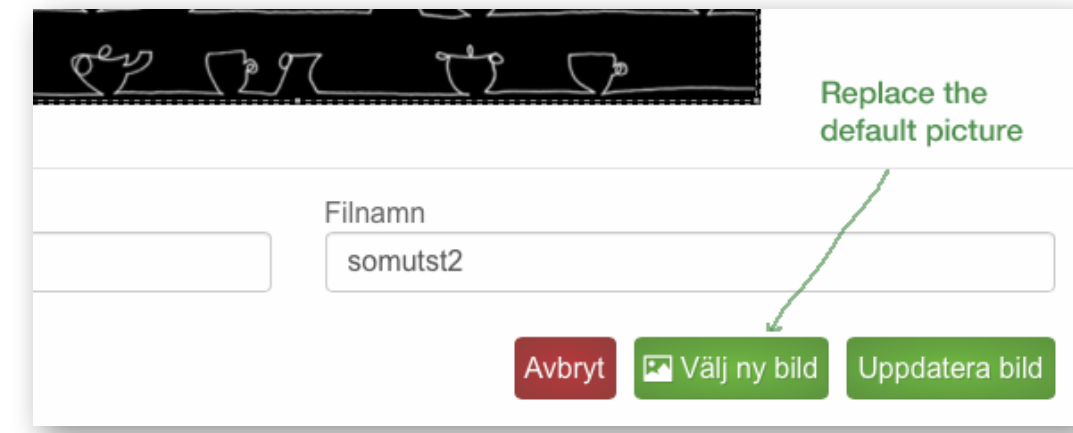 Replace the
default picture
Filnamn
somutst2
Avbryt Välj ny bild Uppdatera bild